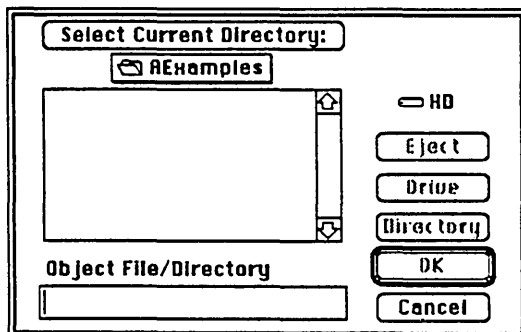 Select Current Directory:
AExamples
HD
Eject
Drive
Directory
Object File/Directory
OK
Cancel